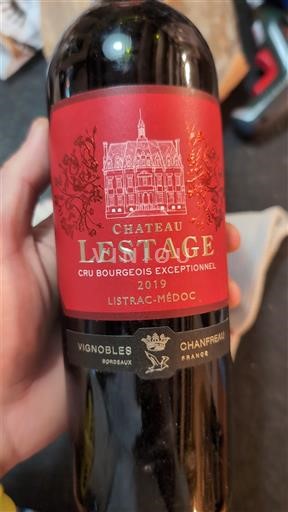 CHATEAU
LESTAGE
CRU BOURGEOIS EXCEPTIONNEL
2019
LISTRAC-MÉDOC
VIGNOBLES CHANFREAU
BORDEAUX FRANCE